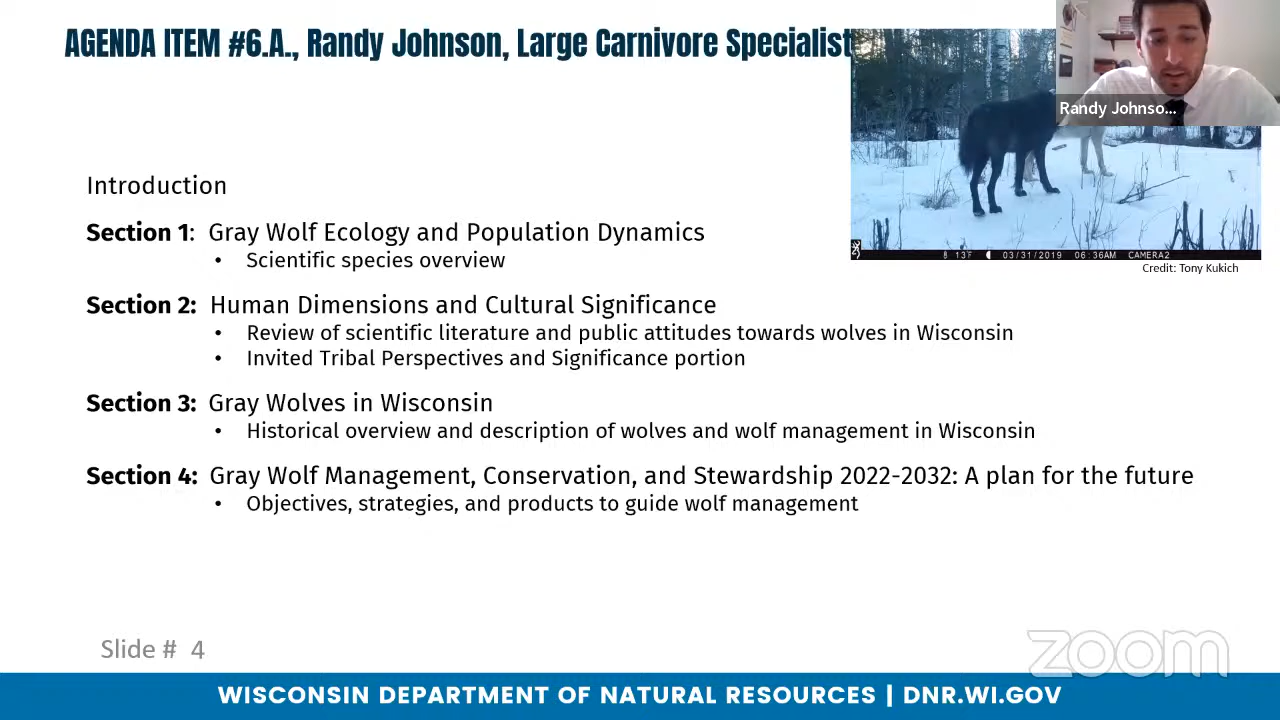 AGENDA ITEM #6.A., Randy Johnson, Large Carnivore Specialist
Randy Johnso...
8 13°F 03/31/2019 06:36AM CAMERA2
Credit: Tony Kukich
Introduction
Section 1: Gray Wolf Ecology and Population Dynamics
• Scientific species overview
Section 2: Human Dimensions and Cultural Significance
• Review of scientific literature and public attitudes towards wolves in Wisconsin
• Invited Tribal Perspectives and Significance portion
Section 3: Gray Wolves in Wisconsin
• Historical overview and description of wolves and wolf management in Wisconsin
Section 4: Gray Wolf Management, Conservation, and Stewardship 2022-2032: A plan for the future
• Objectives, strategies, and products to guide wolf management
Slide # 4
zoom
WISCONSIN DEPARTMENT OF NATURAL RESOURCES | DNR.WI.GOV